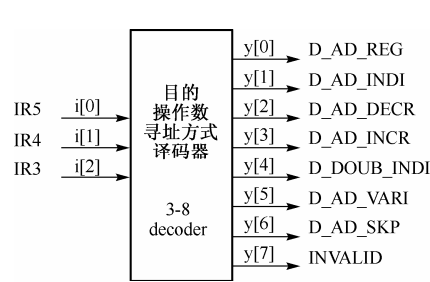 y[0] D_AD_REG
目的 y[1] D_AD_INDI
IR5 i[0] 操作数 y[2] D_AD_DECR
IR4 i[1] 寻址方式 y[3] D_AD_INCR
IR3 i[2] 译码器 y[4] D_DOUB_INDI
y[5] D_AD_VARI
3-8 y[6] D_AD_SKP
decoder y[7] INVALID